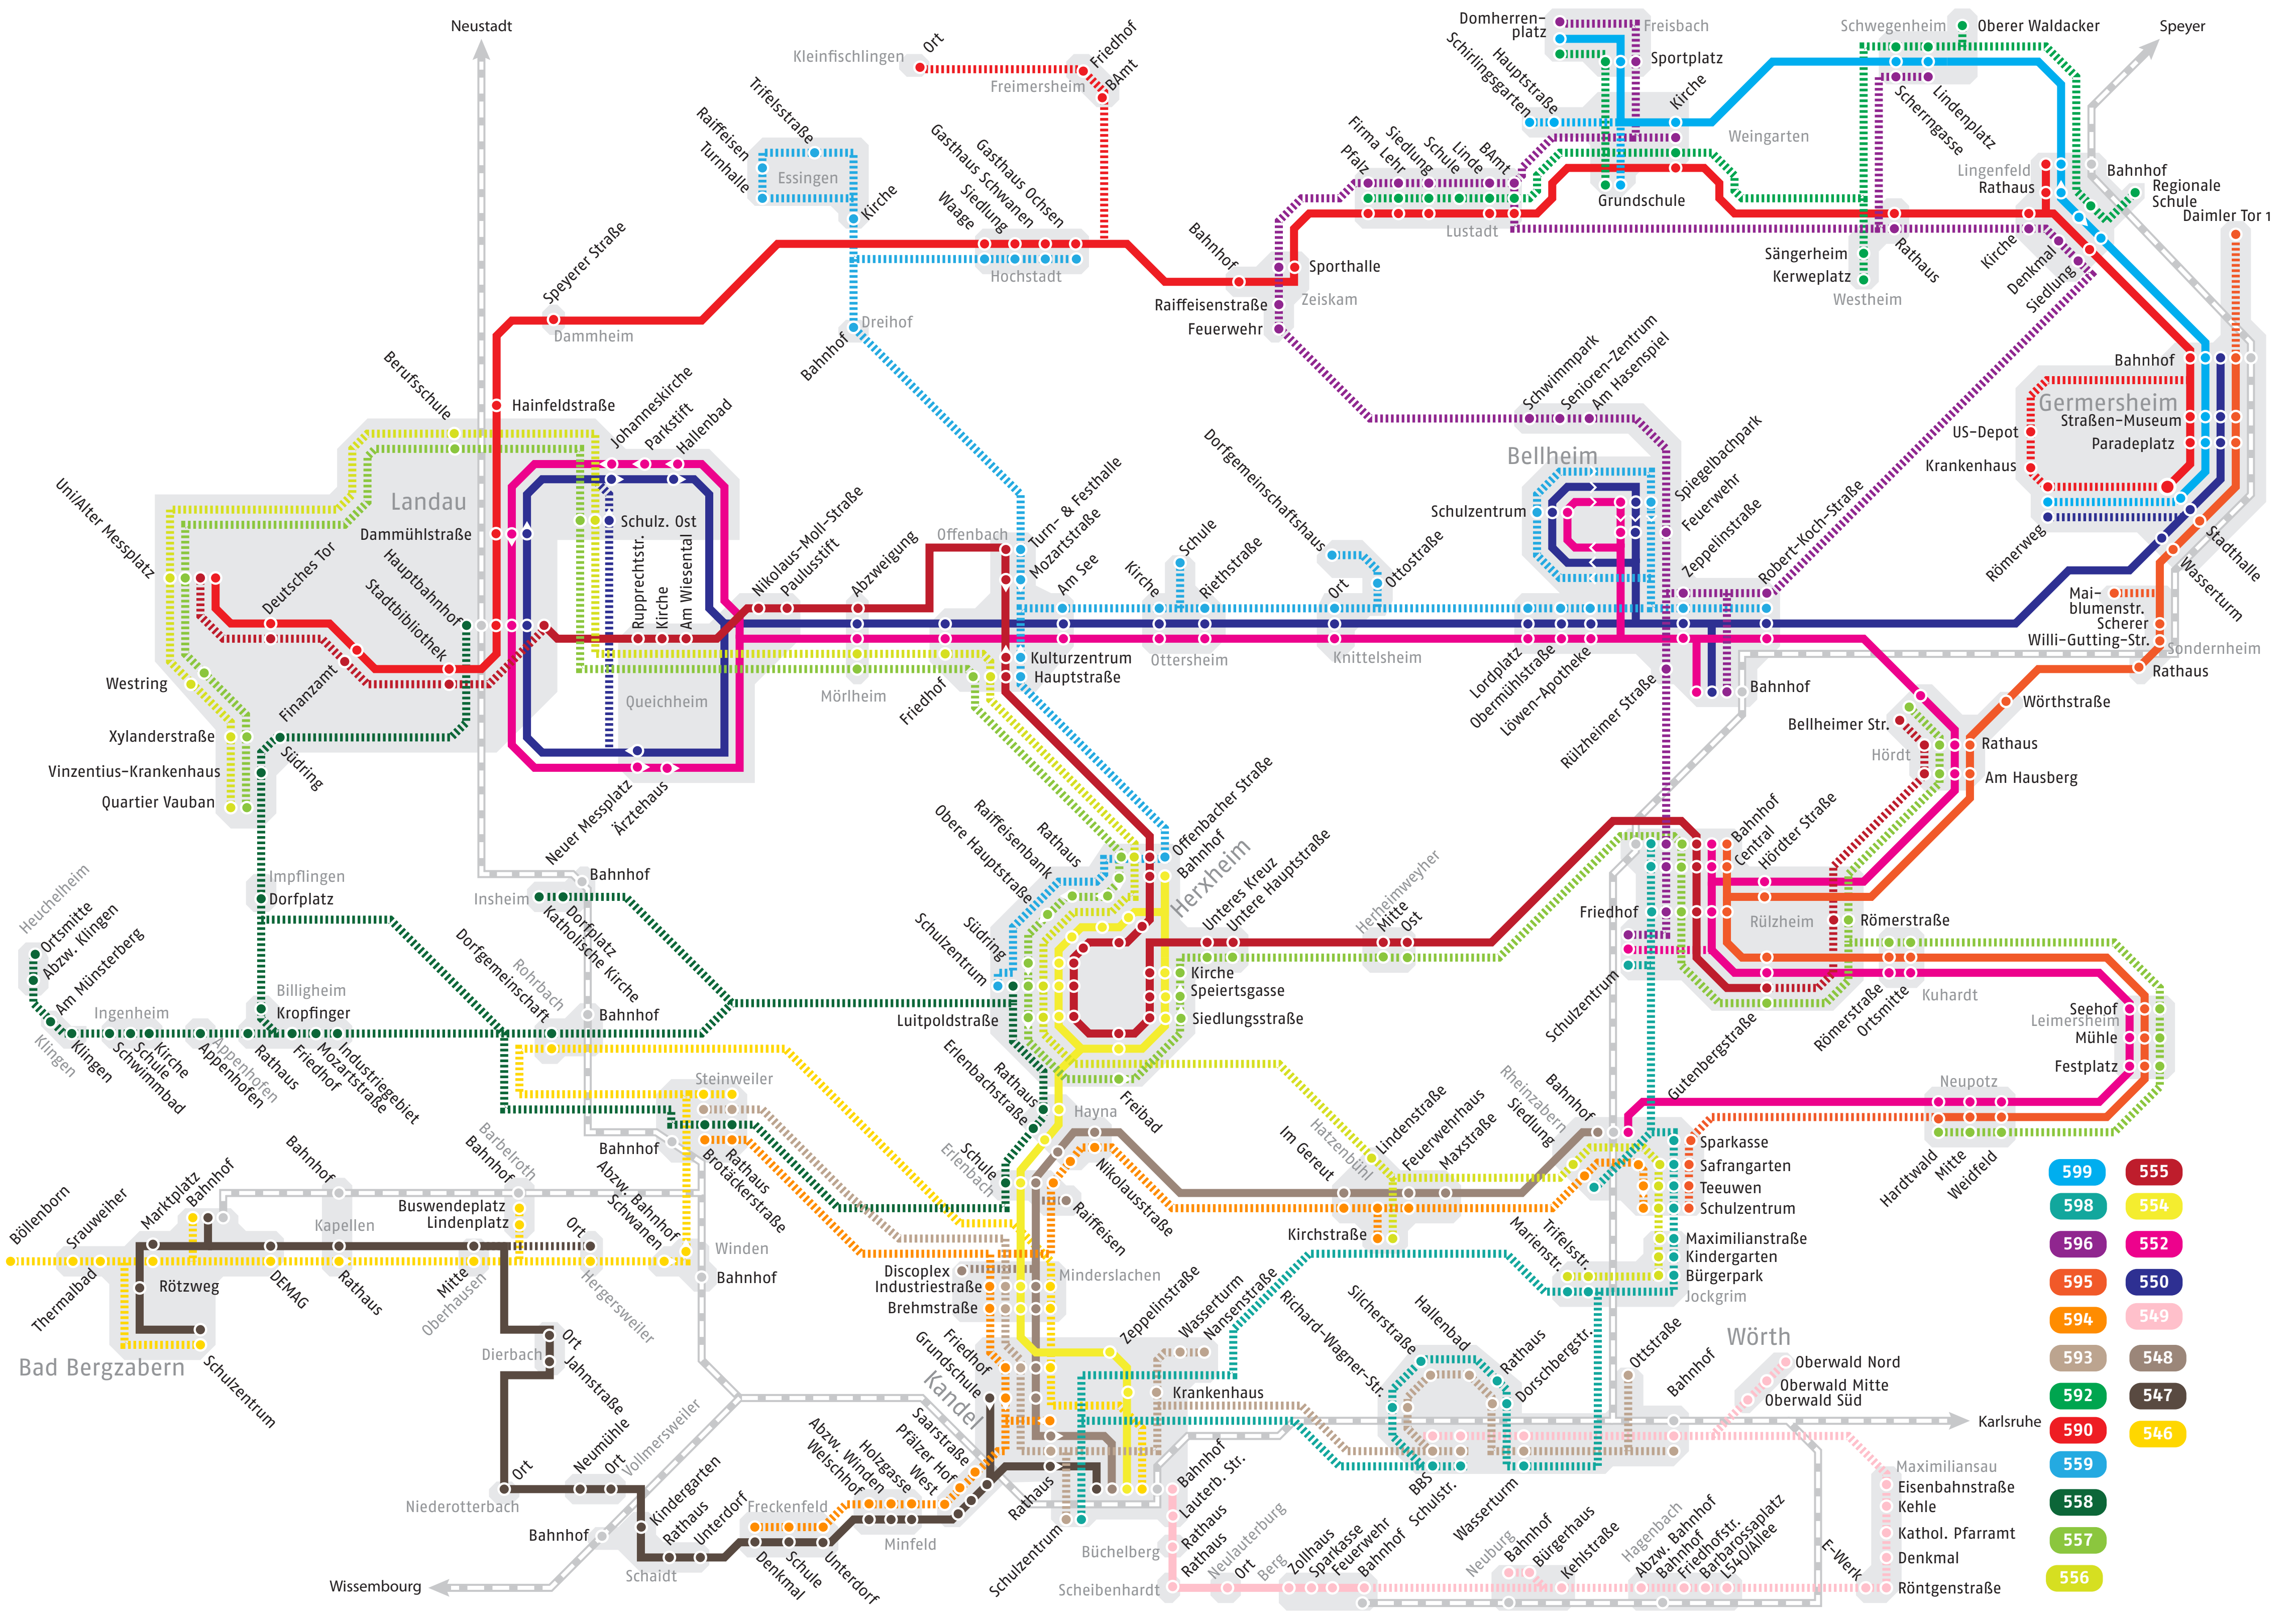 Neustadt
Kleinfischlingen
Ort
Friedhof
BAmt
Freimersheim
Domherren-
platz
Freisbach
Sportplatz
Schirlingsgarten
Hauptstraße
Kirche
Weingarten
Grundschule
Schwegenheim
Oberer Waldacker
Scherrngasse
Lindenplatz
Speyer
Lingenfeld
Rathaus
Bahnhof
Regionale
Schule
Daimler Tor 1
Trifelsstraße
Raiffeisen
Turnhalle
Essingen
Kirche
Gasthaus Ochsen
Gasthaus Schwanen
Siedlung
Waage
Hochstadt
Pfalz
Firma Lehr
Siedlung
Schule
Linde
BAmt
Lustadt
Sängerheim
Kerweplatz
Westheim
Rathaus
Kirche
Denkmal
Siedlung
Speyerer Straße
Dammheim
Dreihof
Bahnhof
Bahnhof
Sporthalle
Raiffeisenstraße
Zeiskam
Feuerwehr
Berufsschule
Hainfeldstraße
Johanneskirche
Parkstift
Hallenbad
Landau
Schulz. Ost
Dammühlstraße
Uni/Alter Messplatz
Deutsches Tor
Hauptbahnhof
Stadtbibliothek
Finanzamt
Rupprechtstr.
Kirche
Am Wiesental
Nikolaus-Moll-Straße
Paulusstift
Abzweigung
Offenbach
Turn- & Festhalle
Mozartstraße
Am See
Kirche
Schule
Riethstraße
Dorfgemeinschaftshaus
Ort
Ottostraße
Kulturzentrum
Hauptstraße
Ottersheim
Knittelsheim
Mörlheim
Friedhof
Queichheim
Neuer Messplatz
Ärztehaus
Schwimmpark
Senioren-Zentrum
Am Hasenspiel
Bellheim
Schulzentrum
Spiegelbachpark
Feuerwehr
Zeppelinstraße
Robert-Koch-Straße
Lordplatz
Obermühlstraße
Löwen-Apotheke
Rülzheimer Straße
Bahnhof
Bahnhof
Germersheim
Straßen-Museum
Paradeplatz
US-Depot
Krankenhaus
Römerweg
Stadthalle
Wasserturm
Mai-
blumenstr.
Scherer
Willi-Gutting-Str.
Sondernheim
Rathaus
Wörthstraße
Bellheimer Str.
Hördt
Rathaus
Am Hausberg
Westring
Xylanderstraße
Vinzentius-Krankenhaus
Quartier Vauban
Südring
Impflingen
Dorfplatz
Insheim
Bahnhof
Dorfplatz
Katholische Kirche
Heuchelheim
Ortsmitte
Abzw. Klingen
Am Münsterberg
Klingen
Klingen
Ingenheim
Schwimmbad
Schule
Kirche
Appenhofen
Appenhofen
Billigheim
Kropfinger
Rathaus
Friedhof
Mozartstraße
Industriegebiet
Dorfgemeinschaft
Rohrbach
Bahnhof
Raiffeisenbank
Obere Hauptstraße
Rathaus
Südring
Schulzentrum
Luitpoldstraße
Offenbacher Straße
Bahnhof
Herxheim
Unteres Kreuz
Untere Hauptstraße
Kirche
Speiertsgasse
Siedlungsstraße
Freibad
Herheimweyher
Mitte
Ost
Bahnhof
Central
Hördter Straße
Friedhof
Rülzheim
Römerstraße
Schulzentrum
Gutenbergstraße
Römerstraße
Ortsmitte
Kuhardt
Seehof
Leimersheim
Mühle
Festplatz
Neupotz
Hardtwald
Mitte
Weidfeld
Erlenbachstraße
Rathaus
Schule
Erlenbach
Hayna
Nikolausstraße
Raiffeisen
Steinweiler
Bahnhof
Brotäckerstraße
Rathaus
Hatzenbühl
Im Gereut
Lindenstraße
Feuerwehrhaus
Maxstraße
Kirchstraße
Rheinzabern
Siedlung
Bahnhof
Sparkasse
Safrangarten
Teeuwen
Schulzentrum
Marienstr.
Trifelsstr.
Maximilianstraße
Kindergarten
Bürgerpark
Jockgrim
Böllenborn
Srauweiher
Thermalbad
Marktplatz
Bahnhof
Rötzweg
DEMAG
Bad Bergzabern
Schulzentrum
Bahnhof
Kapellen
Rathaus
Barbelroth
Bahnhof
Buswendeplatz
Lindenplatz
Mitte
Oberhausen
Ort
Hergersweiler
Abzw. Bahnhof
Schwanen
Winden
Bahnhof
Dierbach
Ort
Jahnstraße
Niederotterbach
Ort
Neumühle
Ort
Vollmersweiler
Kindergarten
Rathaus
Unterdorf
Bahnhof
Schaidt
Wissembourg
Freckenfeld
Denkmal
Schule
Unterdorf
Abzw. Winden
Welschhof
Holzgasse
West
Minfeld
Pfälzer Hof
Saarstraße
Kandel
Friedhof
Grundschule
Discoplex
Industriestraße
Brehmstraße
Minderslachen
Zeppelinstraße
Wasserturm
Nansenstraße
Krankenhaus
Rathaus
Schulzentrum
Bahnhof
Lauterb. Str.
Büchelberg
Rathaus
Rathaus
Scheibenhardt
Neulauterburg
Ort
Berg
Zollhaus
Sparkasse
Feuerwehr
Bahnhof
Richard-Wagner-Str.
Silcherstraße
Hallenbad
Rathaus
Dorschbergstr.
BBS
Schulstr.
Wasserturm
Ottstraße
Bahnhof
Wörth
Oberwald Nord
Oberwald Mitte
Oberwald Süd
Karlsruhe
Maximiliansau
Eisenbahnstraße
Kehle
Kathol. Pfarramt
Denkmal
Röntgenstraße
E-Werk
Neuburg
Bahnhof
Bürgerhaus
Kehlstraße
Hagenbach
Abzw. Bahnhof
Bahnhof
Friedhofstr.
Barbarossaplatz
L540/Allee
599
555
598
554
596
552
595
550
594
549
593
548
592
547
590
546
559
558
557
556